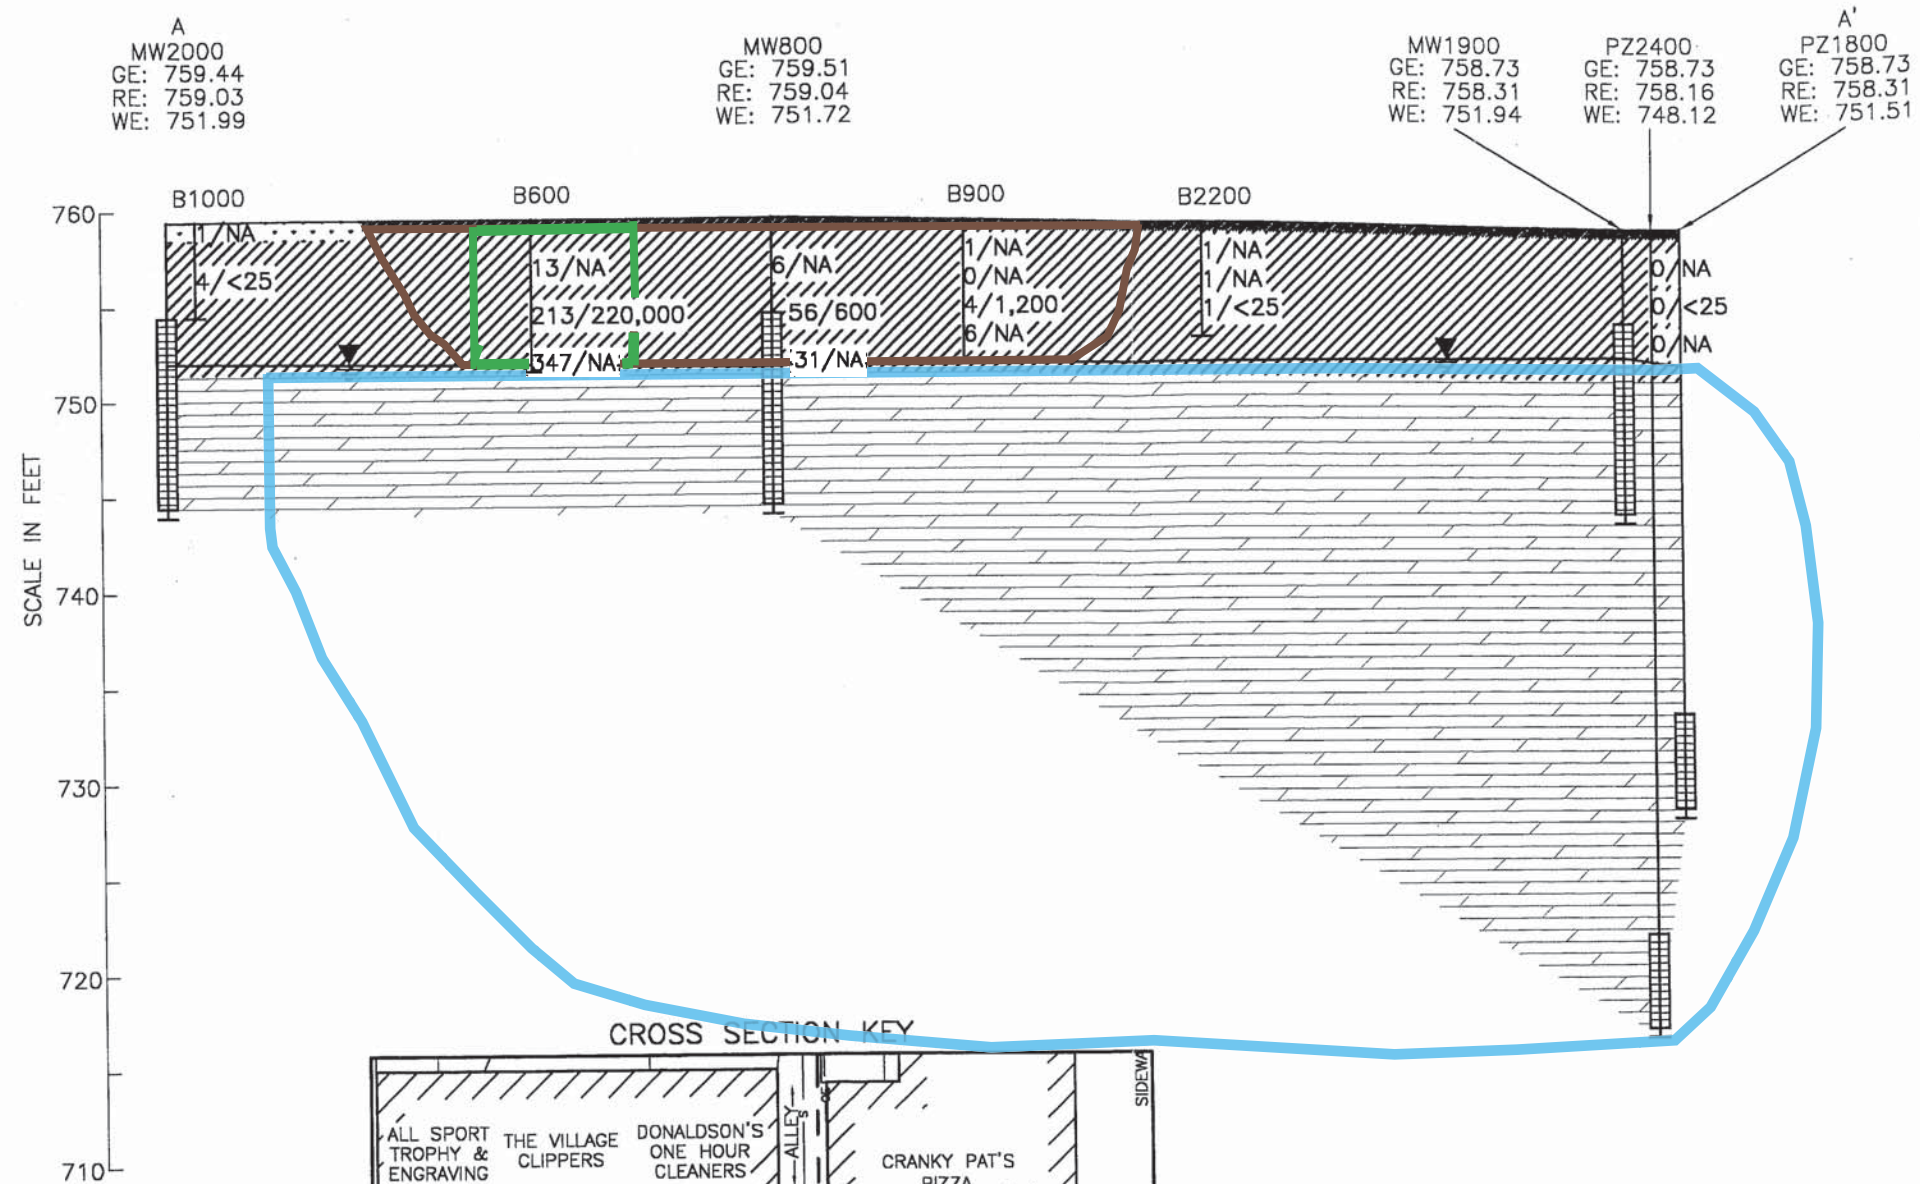 A
MW2000
GE: 759.44
RE: 759.03
WE: 751.99
MW800
GE: 759.51
RE: 759.04
WE: 751.72
MW1900
GE: 758.73
RE: 758.31
WE: 751.94
PZ2400
GE: 758.73
RE: 758.16
WE: 748.12
A'
PZ1800
GE: 758.73
RE: 758.31
WE: 751.51
B1000
B600
B900
B2200
760
750
740
730
720
710
SCALE IN FEET
1/NA
4/<25
13/NA
213/220,000
347/NA
6/NA
56/600
31/NA
1/NA
0/NA
4/1,200
6/NA
1/NA
1/NA
1/<25
0/NA
0/<25
0/NA
CROSS SECTION KEY
ALL SPORT
TROPHY &
ENGRAVING
THE VILLAGE
CLIPPERS
DONALDSON'S
ONE HOUR
CLEANERS
ALLEY
S
CRANKY PAT'S
PIZZA
SIDEWA